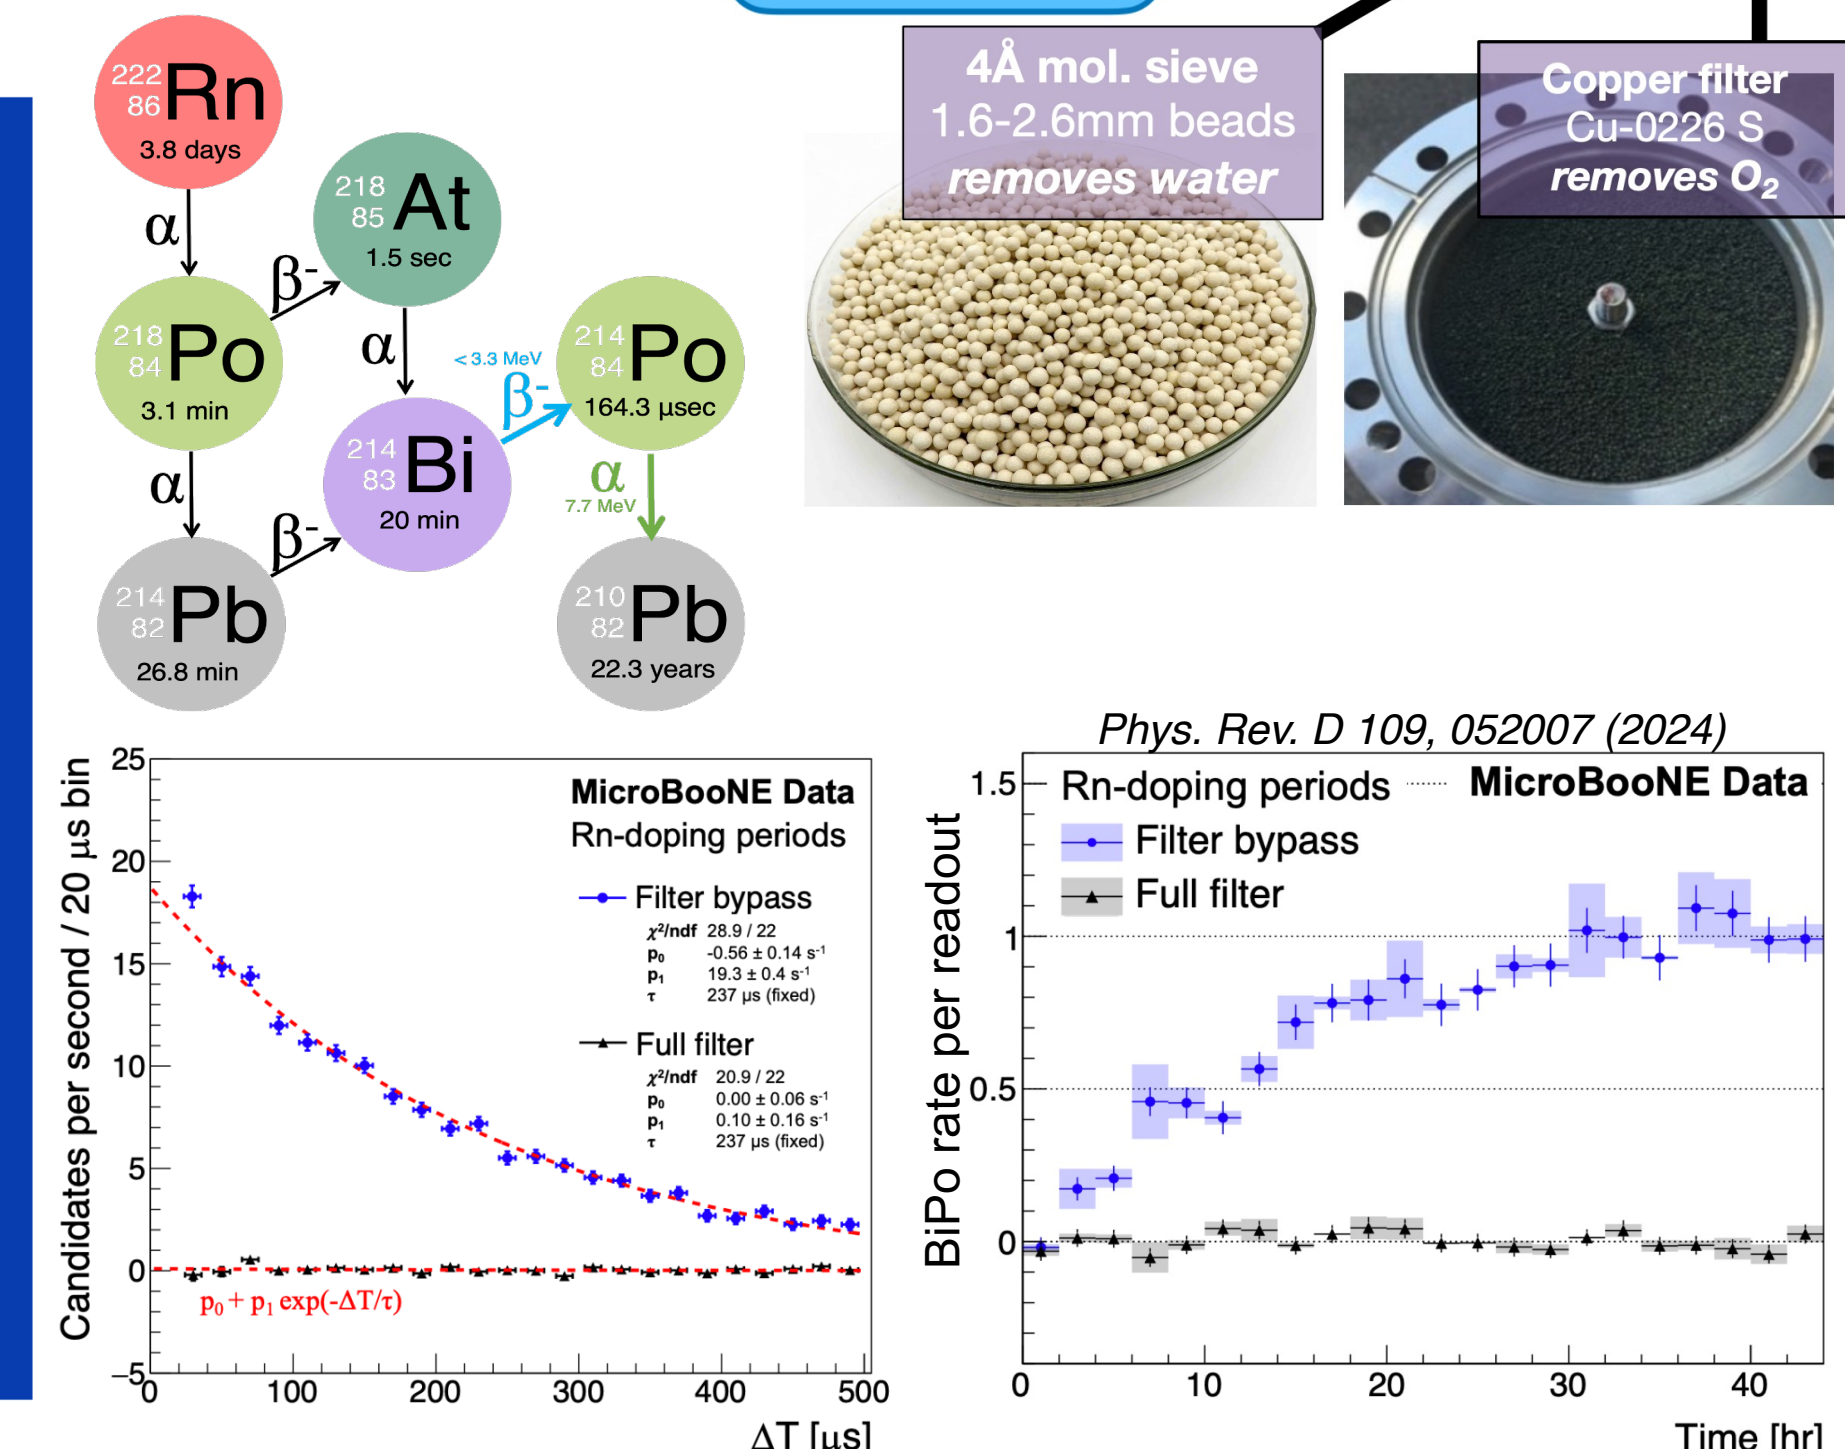 222
86
Rn
3.8 days
α
β-
218
85
At
1.5 sec
218
84
Po
3.1 min
α
α
< 3.3 MeV
β-
214
84
Po
164.3 µsec
214
83
Bi
20 min
β-
α
7.7 MeV
214
82
Pb
26.8 min
210
82
Pb
22.3 years
4Å mol. sieve
1.6-2.6mm beads
removes water
Copper filter
Cu-0226 S
removes O2
Candidates per second / 20 µs bin
25
20
15
10
5
0
−5
MicroBooNE Data
Rn-doping periods
Filter bypass
χ²/ndf 28.9 / 22
p0 -0.56 ± 0.14 s-1
p1 19.3 ± 0.4 s-1
τ 237 µs (fixed)
Full filter
χ²/ndf 20.9 / 22
p0 0.00 ± 0.06 s-1
p1 0.10 ± 0.16 s-1
τ 237 µs (fixed)
p0 + p1 exp(-ΔT/τ)
0 100 200 300 400 500
ΔT [µs]
Phys. Rev. D 109, 052007 (2024)
BiPo rate per readout
1.5
1
0.5
0
Rn-doping periods
MicroBooNE Data
Filter bypass
Full filter
0 10 20 30 40
Time [hr]